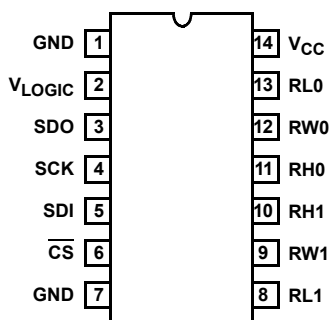 GND 1 14 VCC
VLOGIC 2 13 RL0
SDO 3 12 RW0
SCK 4 11 RH0
SDI 5 10 RH1
C̅S̅ 6 9 RW1
GND 7 8 RL1